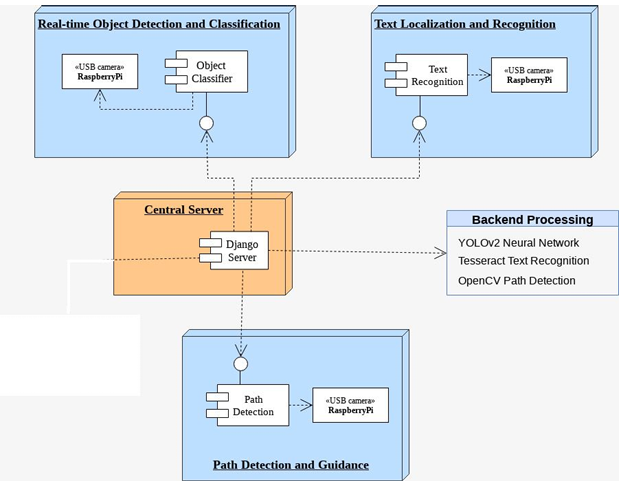 Real-time Object Detection and Classification
«USB camera»
RaspberryPi
Object
Classifier
Text Localization and Recognition
Text
Recognition
«USB camera»
RaspberryPi
Central Server
Django
Server
Backend Processing
YOLOv2 Neural Network
Tesseract Text Recognition
OpenCV Path Detection
Path
Detection
«USB camera»
RaspberryPi
Path Detection and Guidance